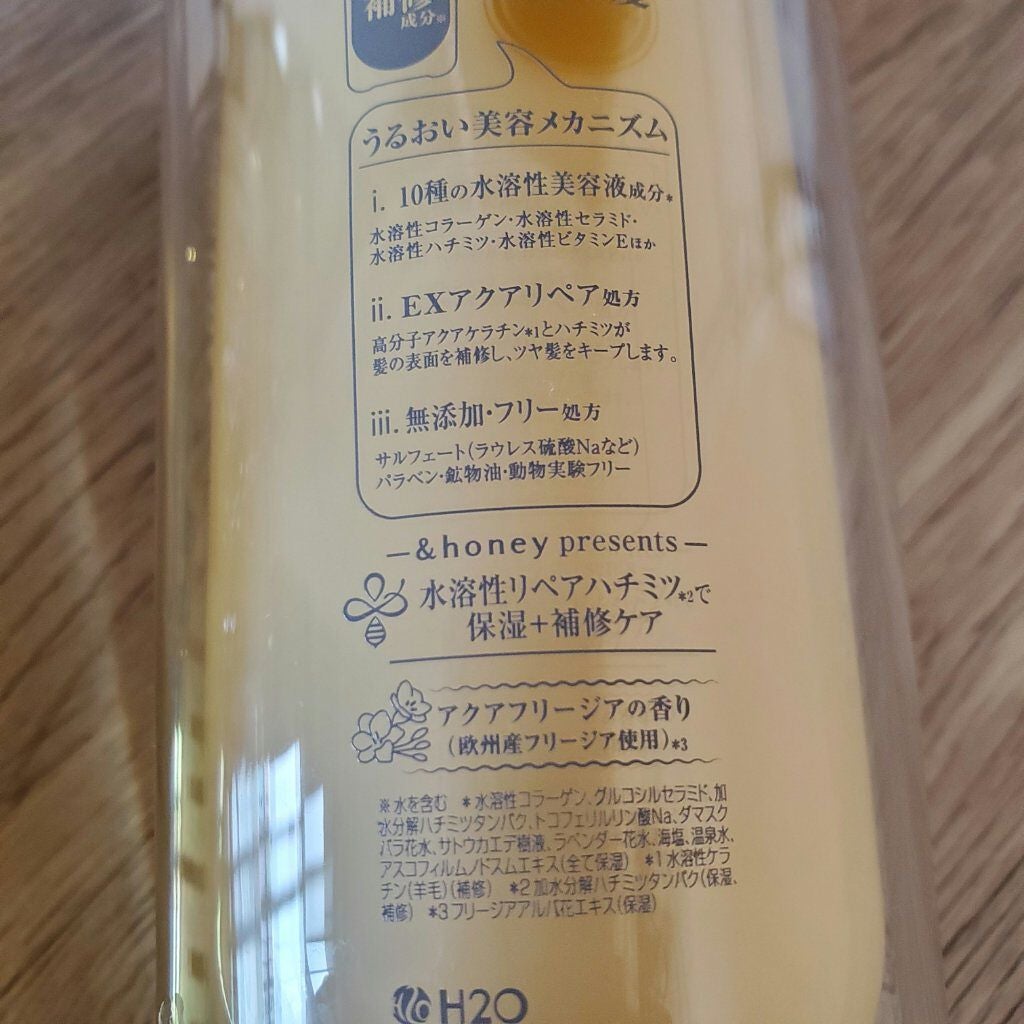 補修
成分※
うるおい美容メカニズム
i. 10種の水溶性美容液成分*
水溶性コラーゲン・水溶性セラミド・
水溶性ハチミツ・水溶性ビタミンEほか
ii. EXアクアリペア処方
高分子アクアケラチン*1とハチミツが
髪の表面を補修し、ツヤ髪をキープします。
iii. 無添加・フリー処方
サルフェート(ラウレス硫酸Naなど)
パラベン・鉱物油・動物実験フリー
—&honey presents—
水溶性リペアハチミツ*2で
保湿+補修ケア
アクアフリージアの香り
(欧州産フリージア使用)*3
※水を含む *水溶性コラーゲン、グルコシルセラミド、加
水分解ハチミツタンパク、トコフェリルリン酸Na、ダマスク
バラ花水、サトウカエデ樹液、ラベンダー花水、海塩、温泉水、
アスコフィルムノドスムエキス(全て保湿) *1水溶性ケラ
チン(羊毛)(補修) *2加水分解ハチミツタンパク(保湿、
補修) *3フリージアアルバ花エキス(保湿)
H2O